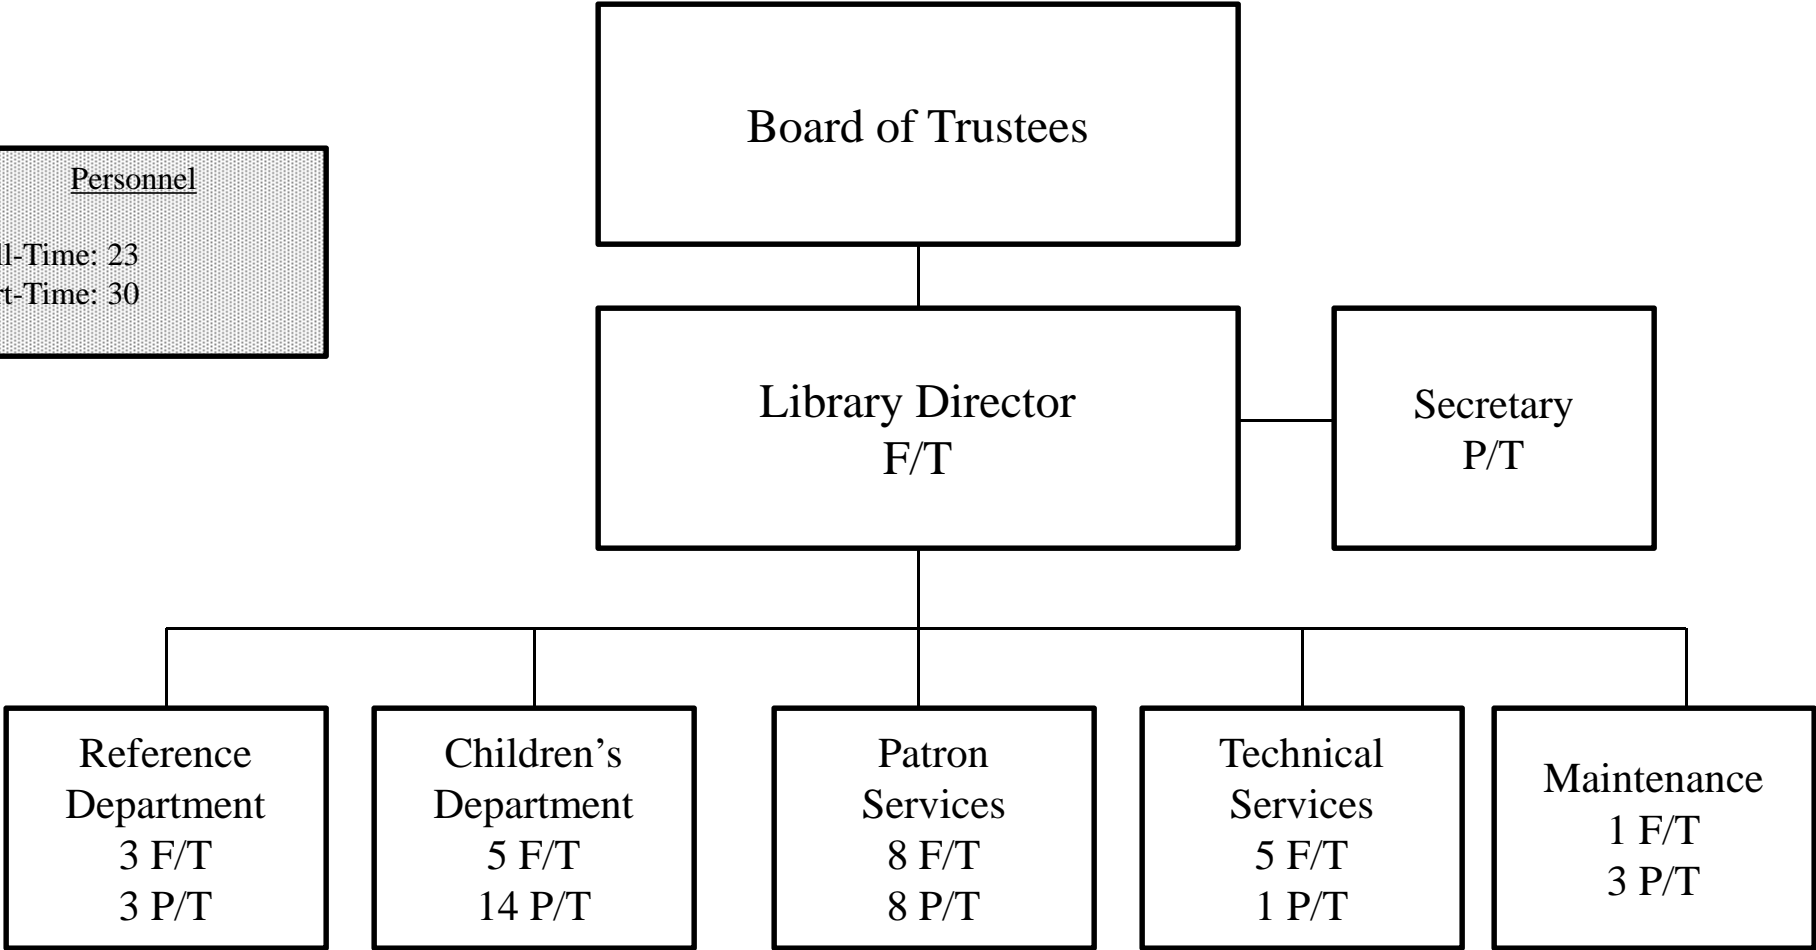 Board of Trustees
Personnel
ll-Time: 23
rt-Time: 30
Library Director
F/T
Secretary
P/T
Reference
Department
3 F/T
3 P/T
Children's
Department
5 F/T
14 P/T
Patron
Services
8 F/T
8 P/T
Technical
Services
5 F/T
1 P/T
Maintenance
1 F/T
3 P/T